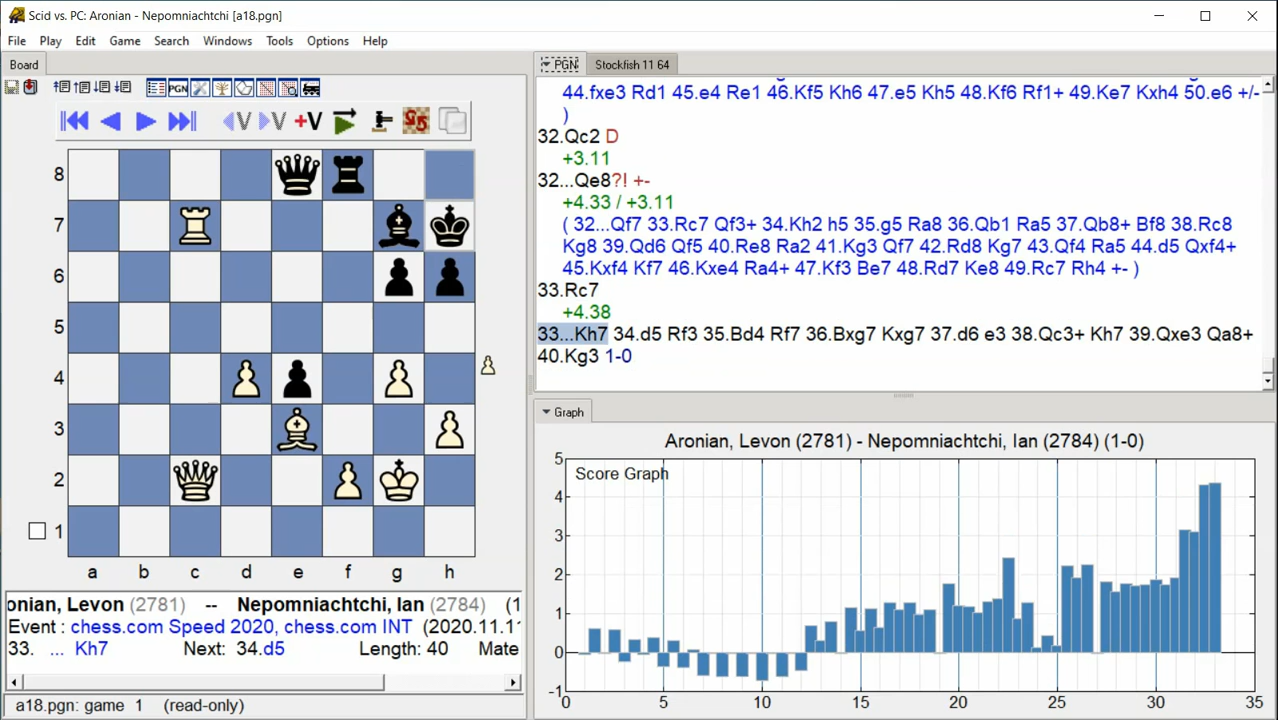 Scid vs. PC: Aronian - Nepomniachtchi [a18.pgn]
File Play Edit Game Search Windows Tools Options Help
Board
PGN
+V
8
7
6
5
4
3
2
1
a b c d e f g h
onian, Levon (2781) -- Nepomniachtchi, Ian (2784) (1
Event : chess.com Speed 2020, chess.com INT (2020.11.1
33. ... Kh7 Next: 34.d5 Length: 40 Mate
a18.pgn: game 1 (read-only)
PGN Stockfish 11 64
44.fxe3 Rd1 45.e4 Re1 46.Kf5 Kh6 47.e5 Kh5 48.Kf6 Rf1+ 49.Ke7 Kxh4 50.e6 +/-
)
32.Qc2 D
+3.11
32...Qe8?! +-
+4.33 / +3.11
( 32...Qf7 33.Rc7 Qf3+ 34.Kh2 h5 35.g5 Ra8 36.Qb1 Ra5 37.Qb8+ Bf8 38.Rc8
Kg8 39.Qd6 Qf5 40.Re8 Ra2 41.Kg3 Qf7 42.Rd8 Kg7 43.Qf4 Ra5 44.d5 Qxf4+
45.Kxf4 Kf7 46.Kxe4 Ra4+ 47.Kf3 Be7 48.Rd7 Ke8 49.Rc7 Rh4 +- )
33.Rc7
+4.38
33...Kh7 34.d5 Rf3 35.Bd4 Rf7 36.Bxg7 Kxg7 37.d6 e3 38.Qc3+ Kh7 39.Qxe3 Qa8+
40.Kg3 1-0
Graph
Aronian, Levon (2781) - Nepomniachtchi, Ian (2784) (1-0)
Score Graph
5
4
3
2
1
0
-1
0 5 10 15 20 25 30 35